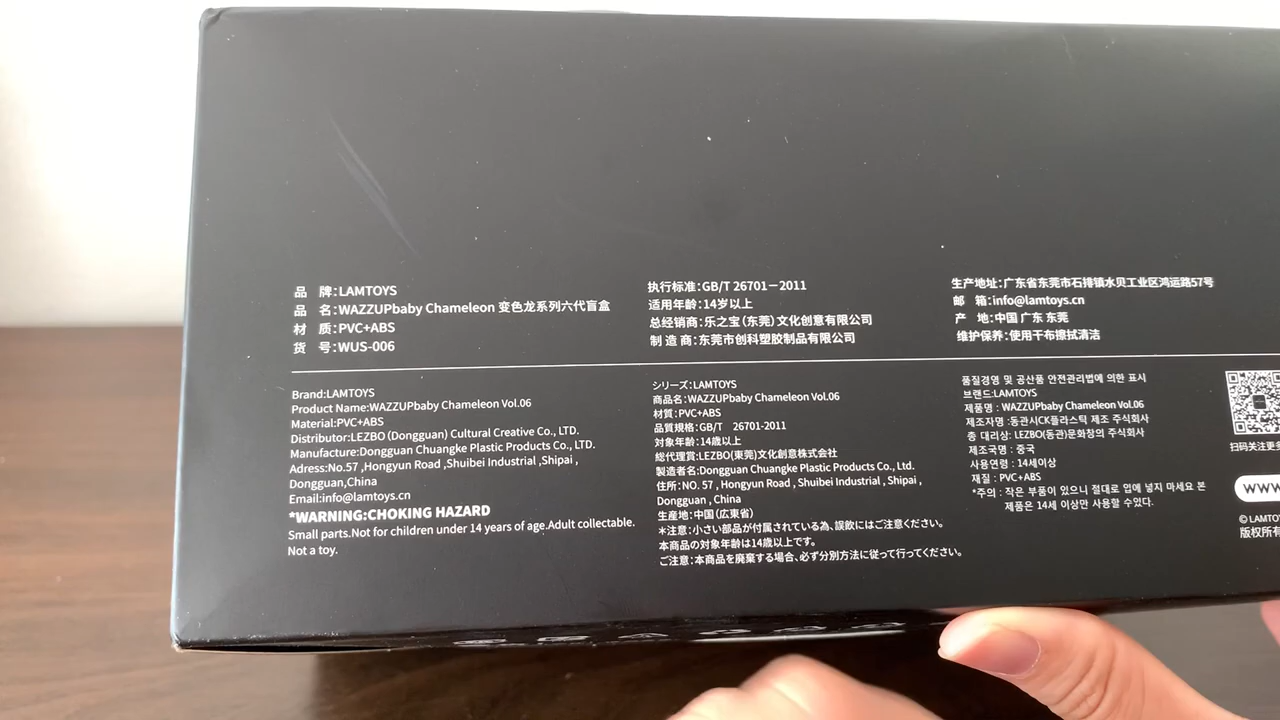 品 牌:LAMTOYS
品 名:WAZZUPbaby Chameleon 变色龙系列六代盲盒
材 质:PVC+ABS
货 号:WUS-006
执行标准:GB/T 26701—2011
适用年龄:14岁以上
总经销商:乐之宝(东莞)文化创意有限公司
制 造 商:东莞市创科塑胶制品有限公司
生产地址:广东省东莞市石排镇水贝工业区鸿运路57号
邮 箱:info@lamtoys.cn
产 地:中国 广东 东莞
维护保养:使用干布擦拭清洁
Brand:LAMTOYS
Product Name:WAZZUPbaby Chameleon Vol.06
Material:PVC+ABS
Distributor:LEZBO (Dongguan) Cultural Creative Co., LTD.
Manufacture:Dongguan Chuangke Plastic Products Co., LTD.
Adress:No.57 ,Hongyun Road ,Shuibei Industrial ,Shipai ,
Dongguan,China
Email:info@lamtoys.cn
*WARNING:CHOKING HAZARD
Small parts.Not for children under 14 years of age.Adult collectable.
Not a toy.
シリーズ:LAMTOYS
商品名:WAZZUPbaby Chameleon Vol.06
材質:PVC+ABS
品質規格:GB/T 26701-2011
対象年齢:14歳以上
総代理賞:LEZBO(東莞)文化創意株式会社
製造者名:Dongguan Chuangke Plastic Products Co., Ltd.
住所:NO. 57 , Hongyun Road , Shuibei Industrial , Shipai ,
Dongguan , China
生産地:中国(広東省)
*注意:小さい部品が付属されている為、誤飲にはご注意ください。
本商品の対象年齢は14歳以上です。
ご注意:本商品を廃棄する場合、必ず分別方法に従って行ってください。
품질경영 및 공산품 안전관리법에 의한 표시
브랜드:LAMTOYS
제품명 : WAZZUPbaby Chameleon Vol.06
제조자명 : 동관시CK플라스틱 제조 주식회사
총 대리상: LEZBO(동관)문화창의 주식회사
제조국명 : 중국
사용연령 : 14세이상
재질 : PVC+ABS
*주의 : 작은 부품이 있으니 절대로 입에 넣지 마세요 본
제품은 14세 이상만 사용할 수있다.
扫码关注更多
WWW
© LAMTO
版权所有